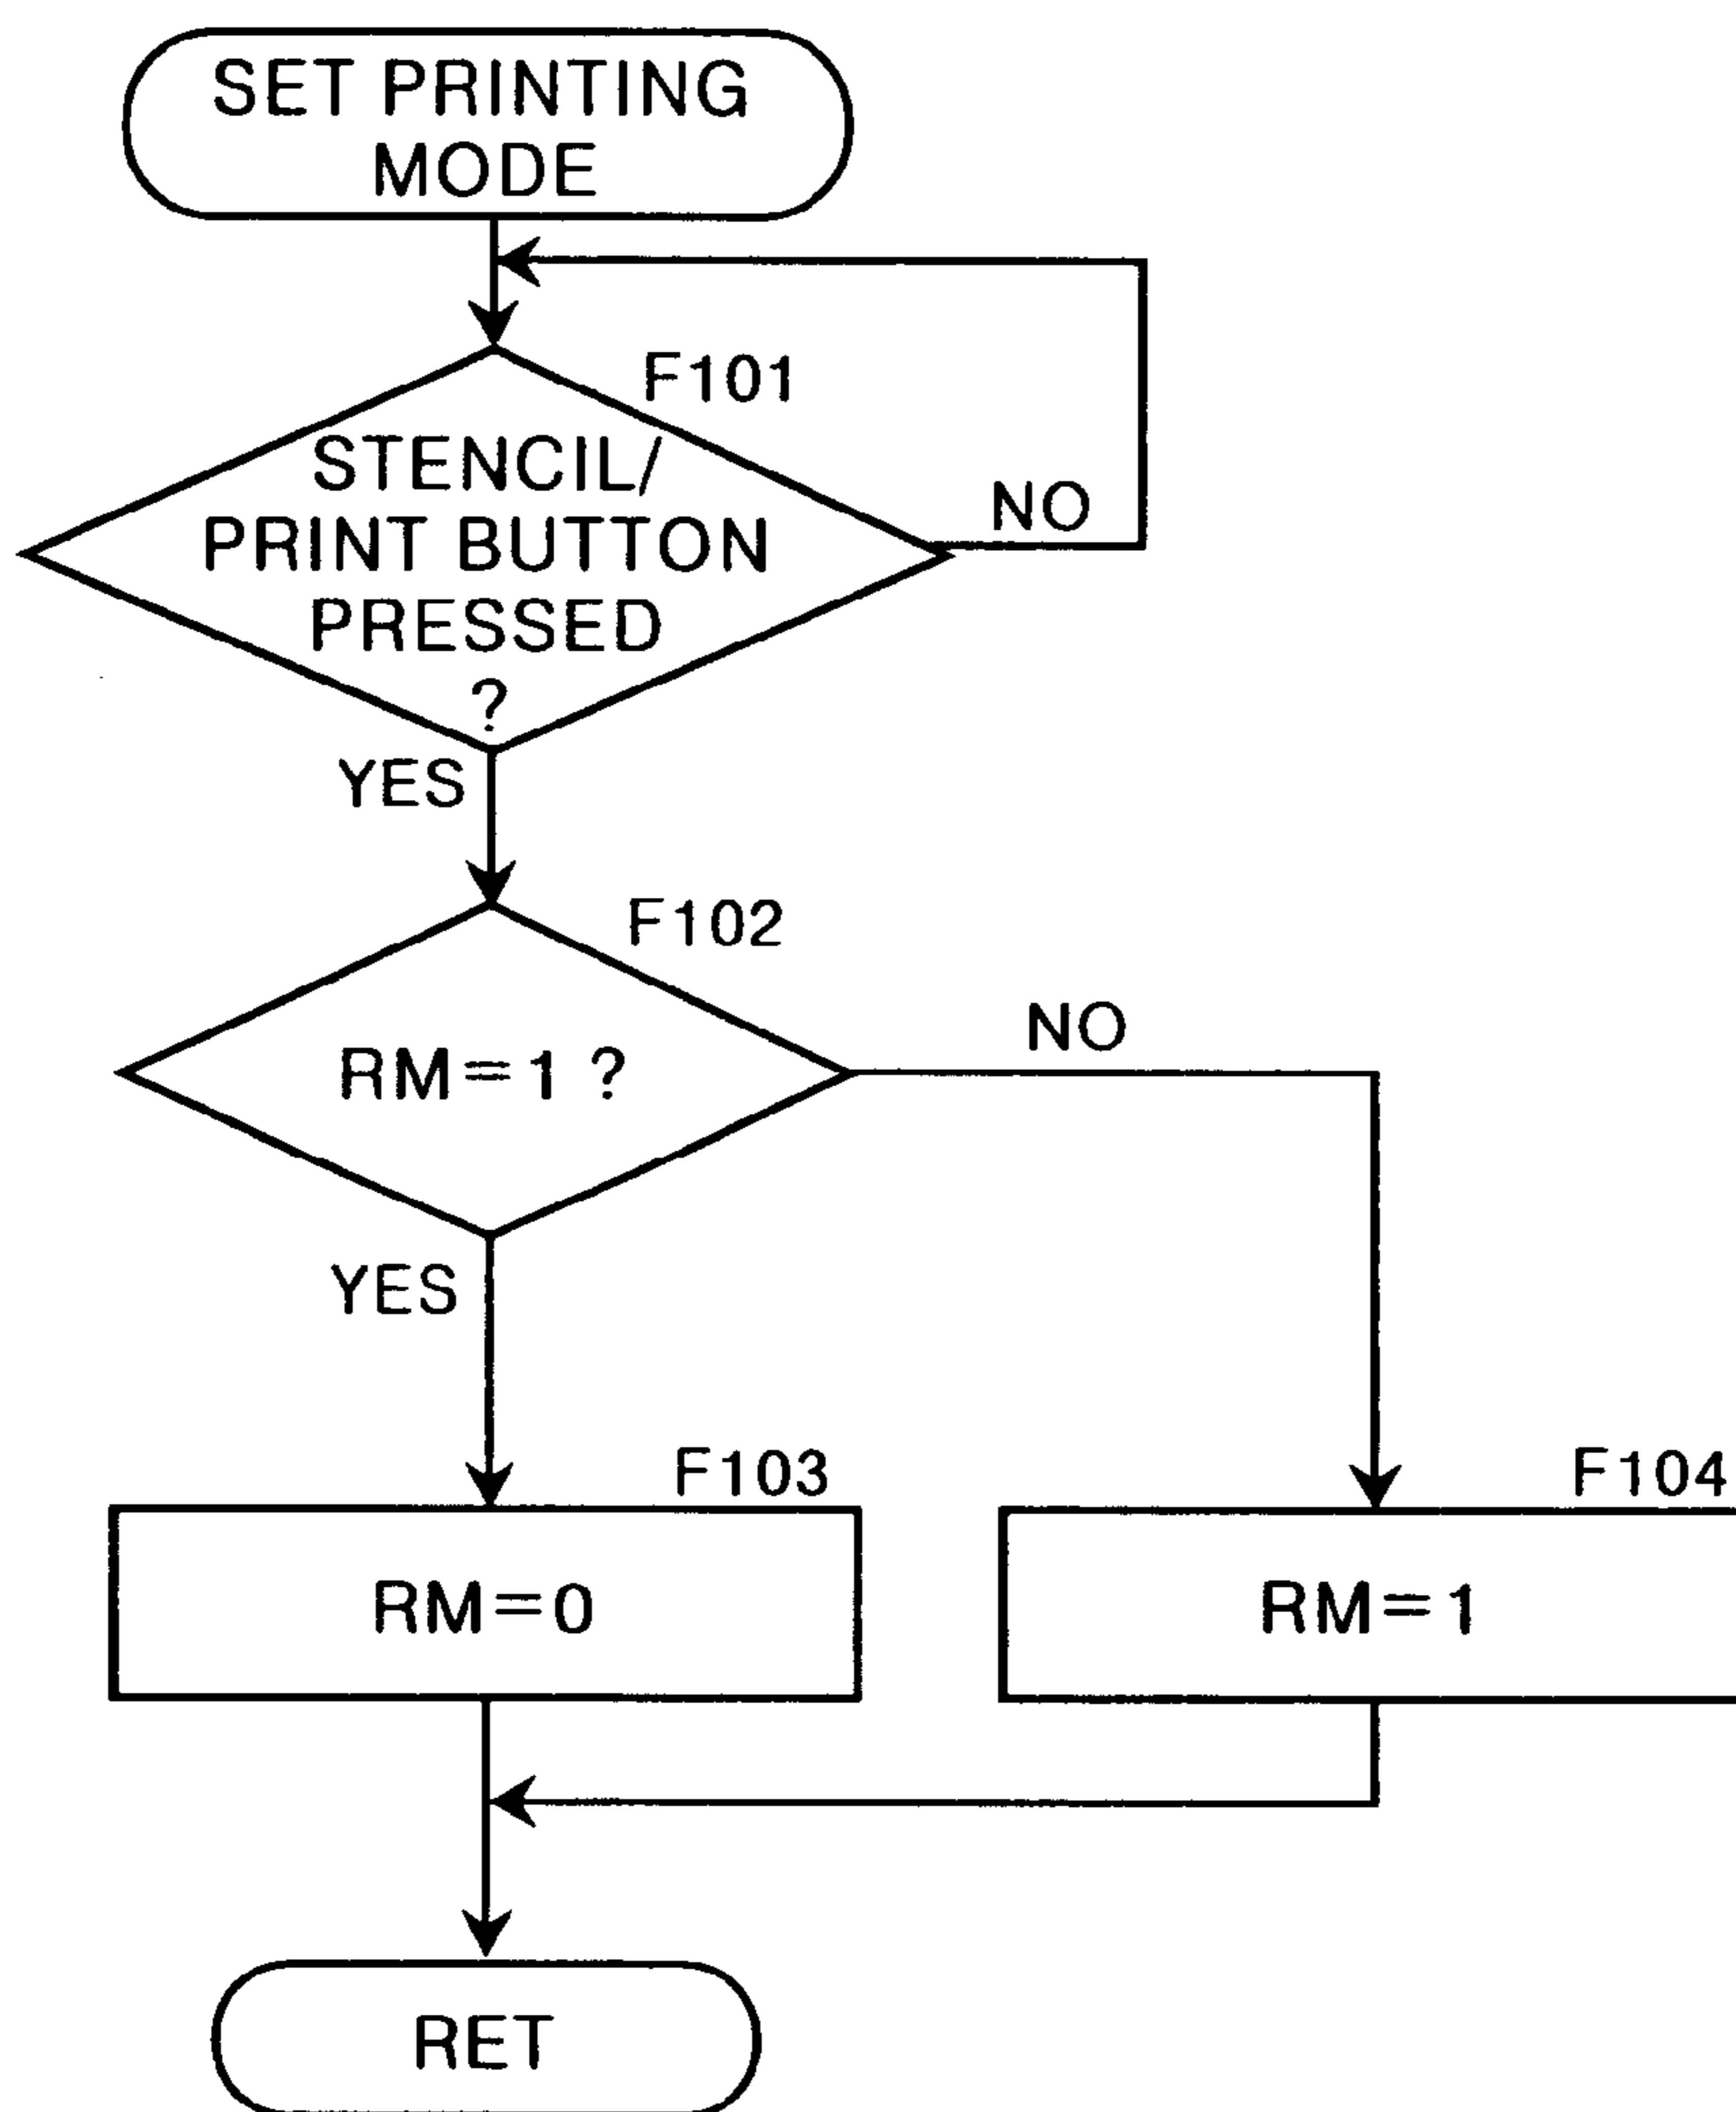 SET PRINTING
MODE
F101
STENCIL/
PRINT BUTTON
PRESSED
?
NO
YES
F102
RM=1 ?
NO
YES
F103
RM=0
F104
RM=1
RET